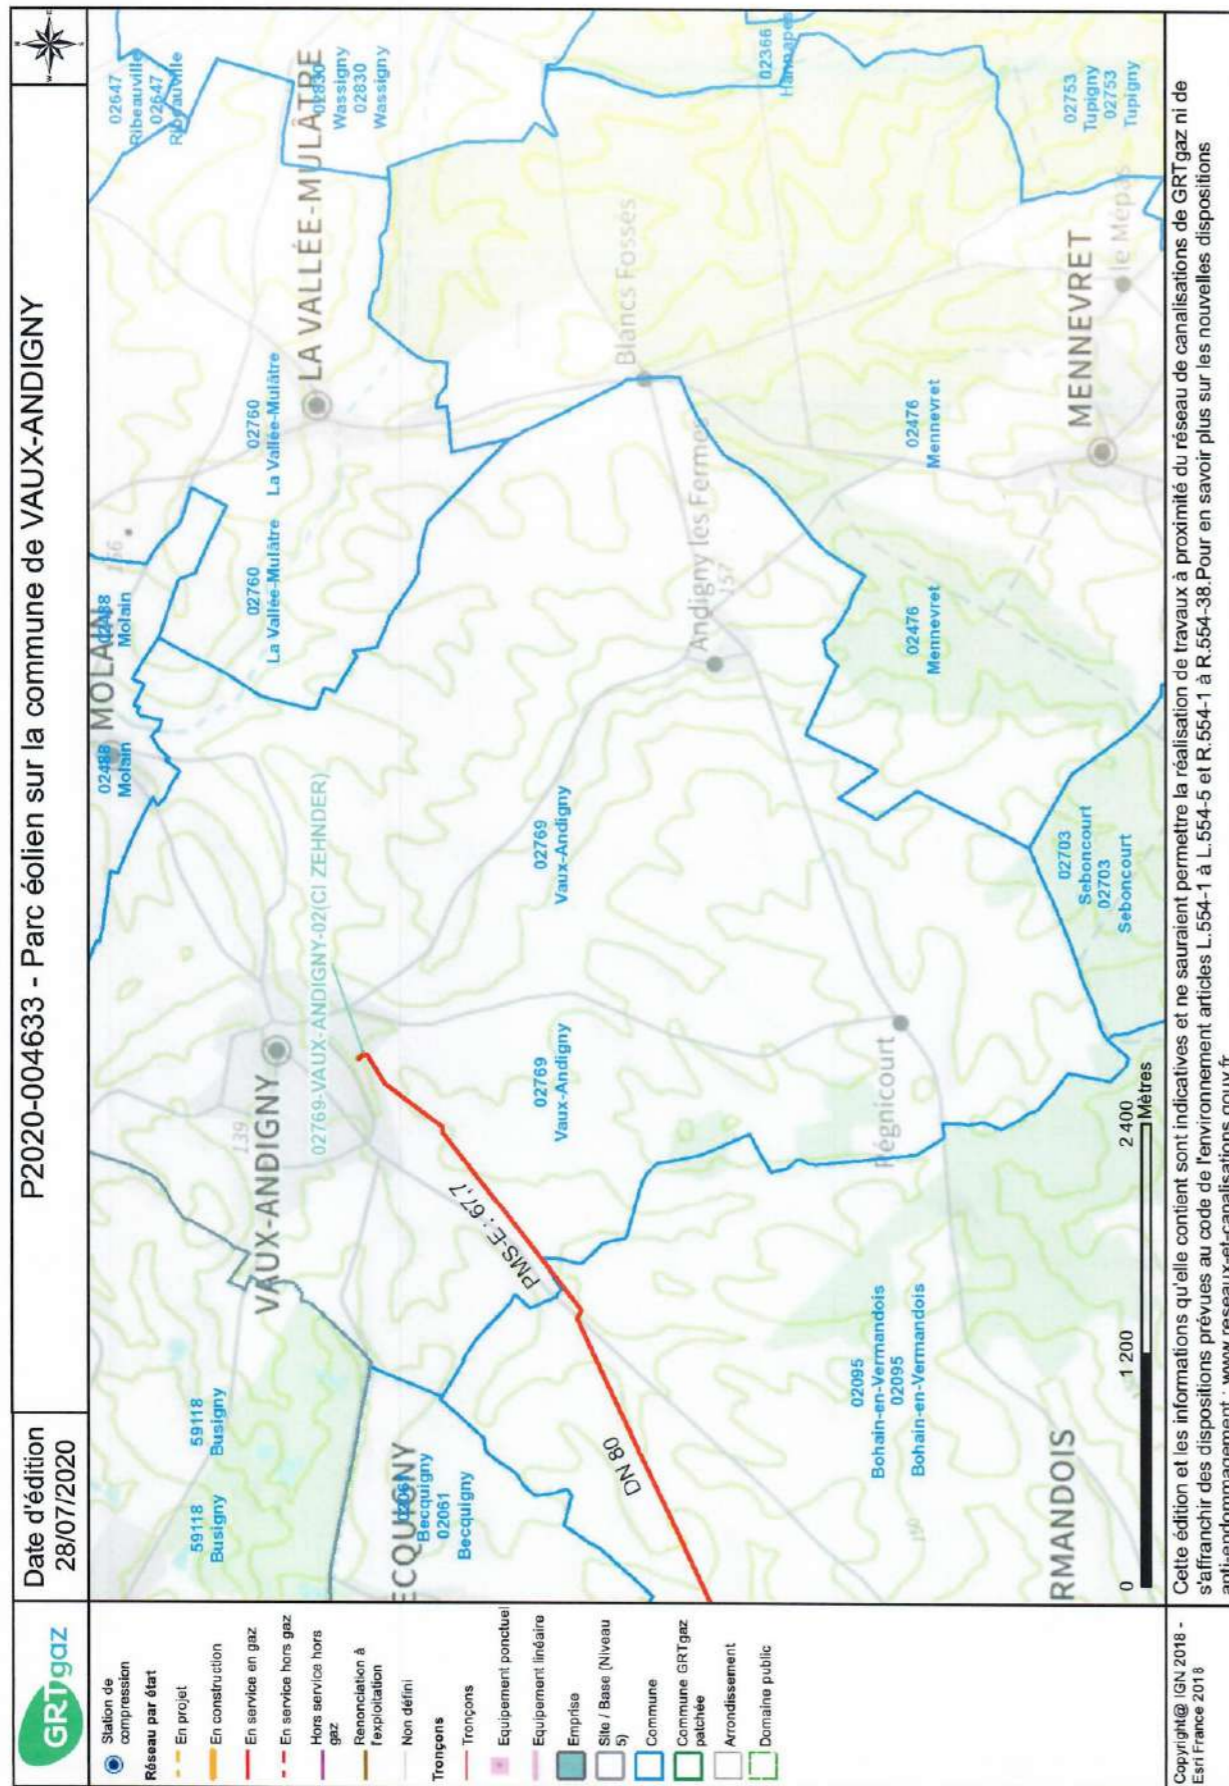 GRTgaz
Date d'édition
28/07/2020
P2020-004633 - Parc éolien sur la commune de VAUX-ANDIGNY
Station de
compression
Réseau par état
En projet
En construction
En service en gaz
En service hors gaz
Hors service hors
gaz
Renonciation à
l'exploitation
Non défini
Tronçons
Tronçons
Equipement ponctuel
Equipement linéaire
Emprise
Site / Base (Niveau
5)
Commune
Commune GRTgaz
patchée
Arrondissement
Domaine public
59118
Busigny
59118
Busigny
ECQUIGNY
02061
Becquigny
02061
Becquigny
VAUX-ANDIGNY
139
02769-VAUX-ANDIGNY-02(CI ZEHNDER)
PMS-E : 67,7
DN 80
02769
Vaux-Andigny
02769
Vaux-Andigny
02488
Molain
MOLAIN
02488
Molain
166
02760
La Vallée-Mulâtre
02760
La Vallée-Mulâtre
LA VALLÉE-MULÂTRE
02647
Ribeauville
02647
Ribeauville
02830
Wassigny
02830
Wassigny
02366
Hannapes
Blancs Fossés
Andigny les Fermes
157
02476
Mennevret
02476
Mennevret
MENNEVRET
le Mépas
02753
Tupigny
02753
Tupigny
02703
Seboncourt
02703
Seboncourt
Régnicourt
02095
Bohain-en-Vermandois
02095
Bohain-en-Vermandois
150
RMANDOIS
0
1 200
2 400
Mètres
Copyright@ IGN 2018 -
Esri France 2018
Cette édition et les informations qu'elle contient sont indicatives et ne sauraient permettre la réalisation de travaux à proximité du réseau de canalisations de GRTgaz ni de
s'affranchir des dispositions prévues au code de l'environnement articles L.554-1 à L.554-5 et R.554-1 à R.554-38.Pour en savoir plus sur les nouvelles dispositions
anti-endommagement : www.reseaux-et-canalisations.gouv.fr